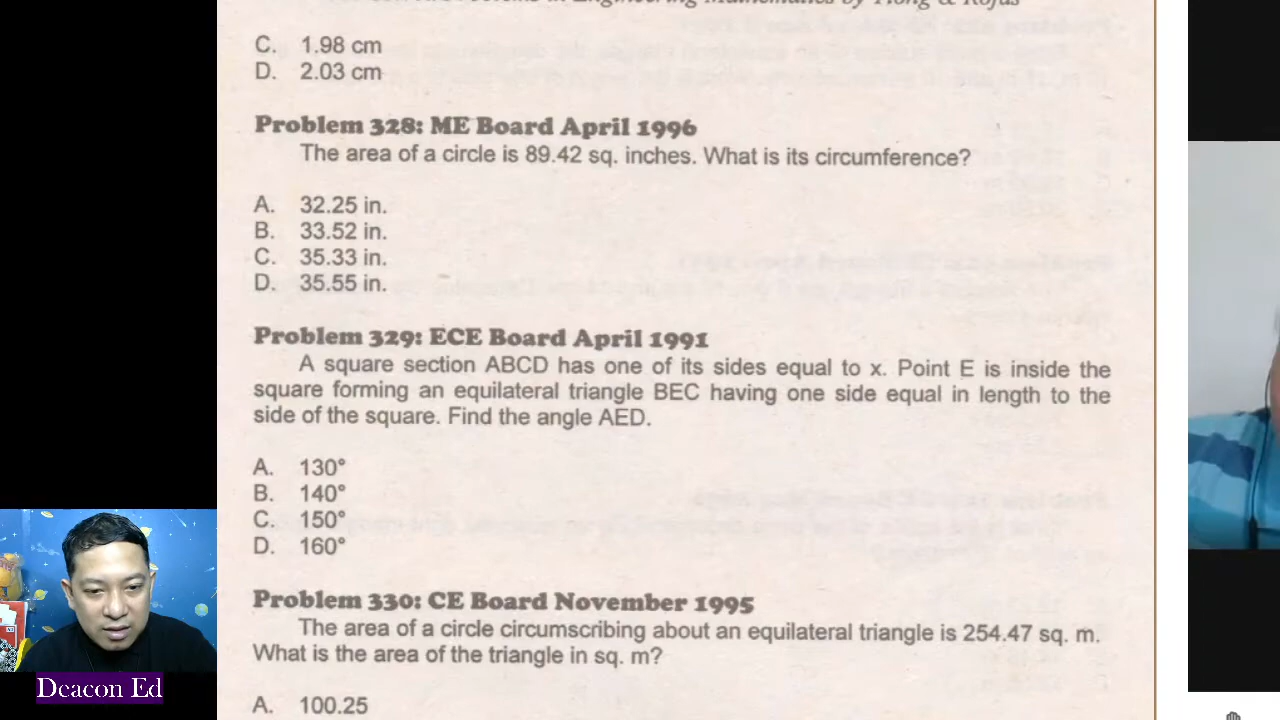 C. 1.98 cm
D. 2.03 cm
Problem 328: ME Board April 1996
The area of a circle is 89.42 sq. inches. What is its circumference?
A. 32.25 in.
B. 33.52 in.
C. 35.33 in.
D. 35.55 in.
Problem 329: ECE Board April 1991
A square section ABCD has one of its sides equal to x. Point E is inside the
square forming an equilateral triangle BEC having one side equal in length to the
side of the square. Find the angle AED.
A. 130°
B. 140°
C. 150°
D. 160°
Problem 330: CE Board November 1995
The area of a circle circumscribing about an equilateral triangle is 254.47 sq. m.
What is the area of the triangle in sq. m?
A. 100.25
Deacon Ed